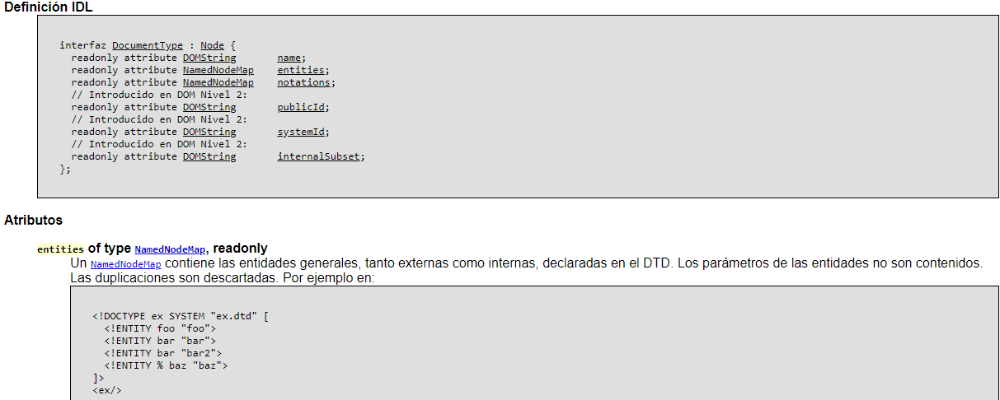 Definición IDL
interfaz DocumentType : Node {
readonly attribute DOMString name;
readonly attribute NamedNodeMap entities;
readonly attribute NamedNodeMap notations;
// Introducido en DOM Nivel 2:
readonly attribute DOMString publicId;
// Introducido en DOM Nivel 2:
readonly attribute DOMString systemId;
// Introducido en DOM Nivel 2:
readonly attribute DOMString internalSubset;
};
Atributos
entities of type NamedNodeMap, readonly
Un NamedNodeMap contiene las entidades generales, tanto externas como internas, declaradas en el DTD. Los parámetros de las entidades no son contenidos.
Las duplicaciones son descartadas. Por ejemplo en:
<!DOCTYPE ex SYSTEM "ex.dtd" [
<!ENTITY foo "foo">
<!ENTITY bar "bar">
<!ENTITY bar "bar2">
<!ENTITY % baz "baz">
]>
<ex/>